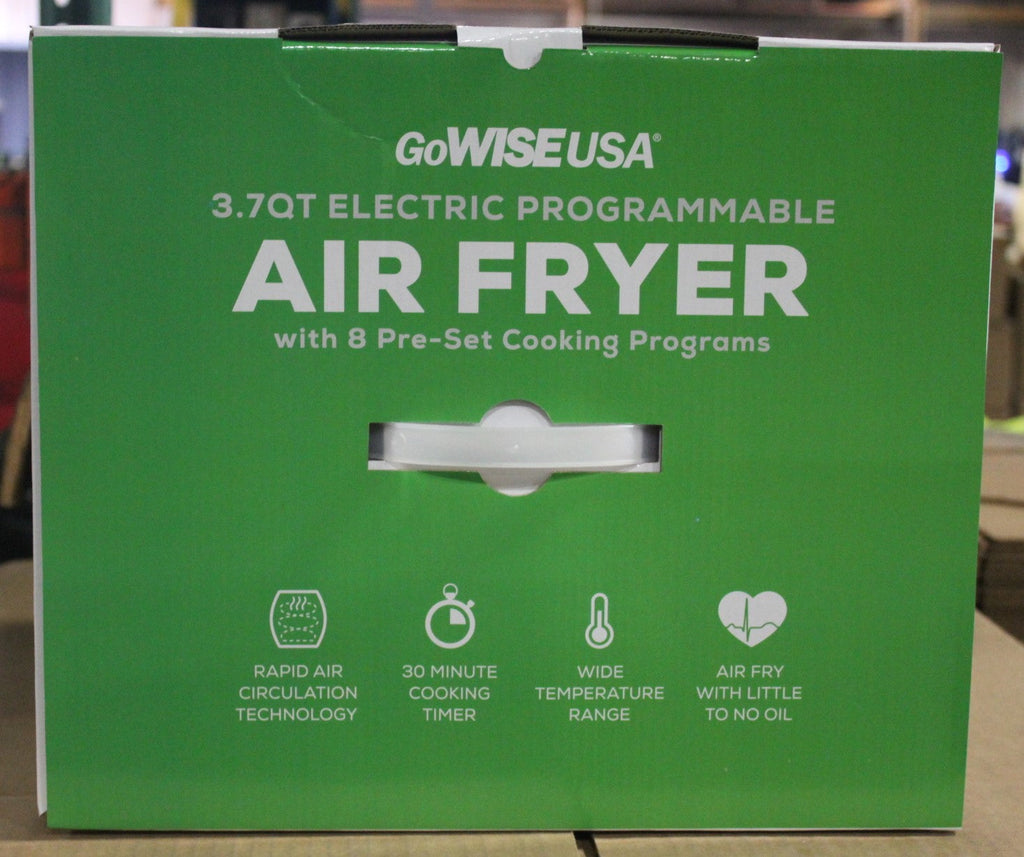 GoWISEUSA®
3.7QT ELECTRIC PROGRAMMABLE
AIR FRYER
with 8 Pre-Set Cooking Programs
RAPID AIR
CIRCULATION
TECHNOLOGY
30 MINUTE
COOKING
TIMER
WIDE
TEMPERATURE
RANGE
AIR FRY
WITH LITTLE
TO NO OIL